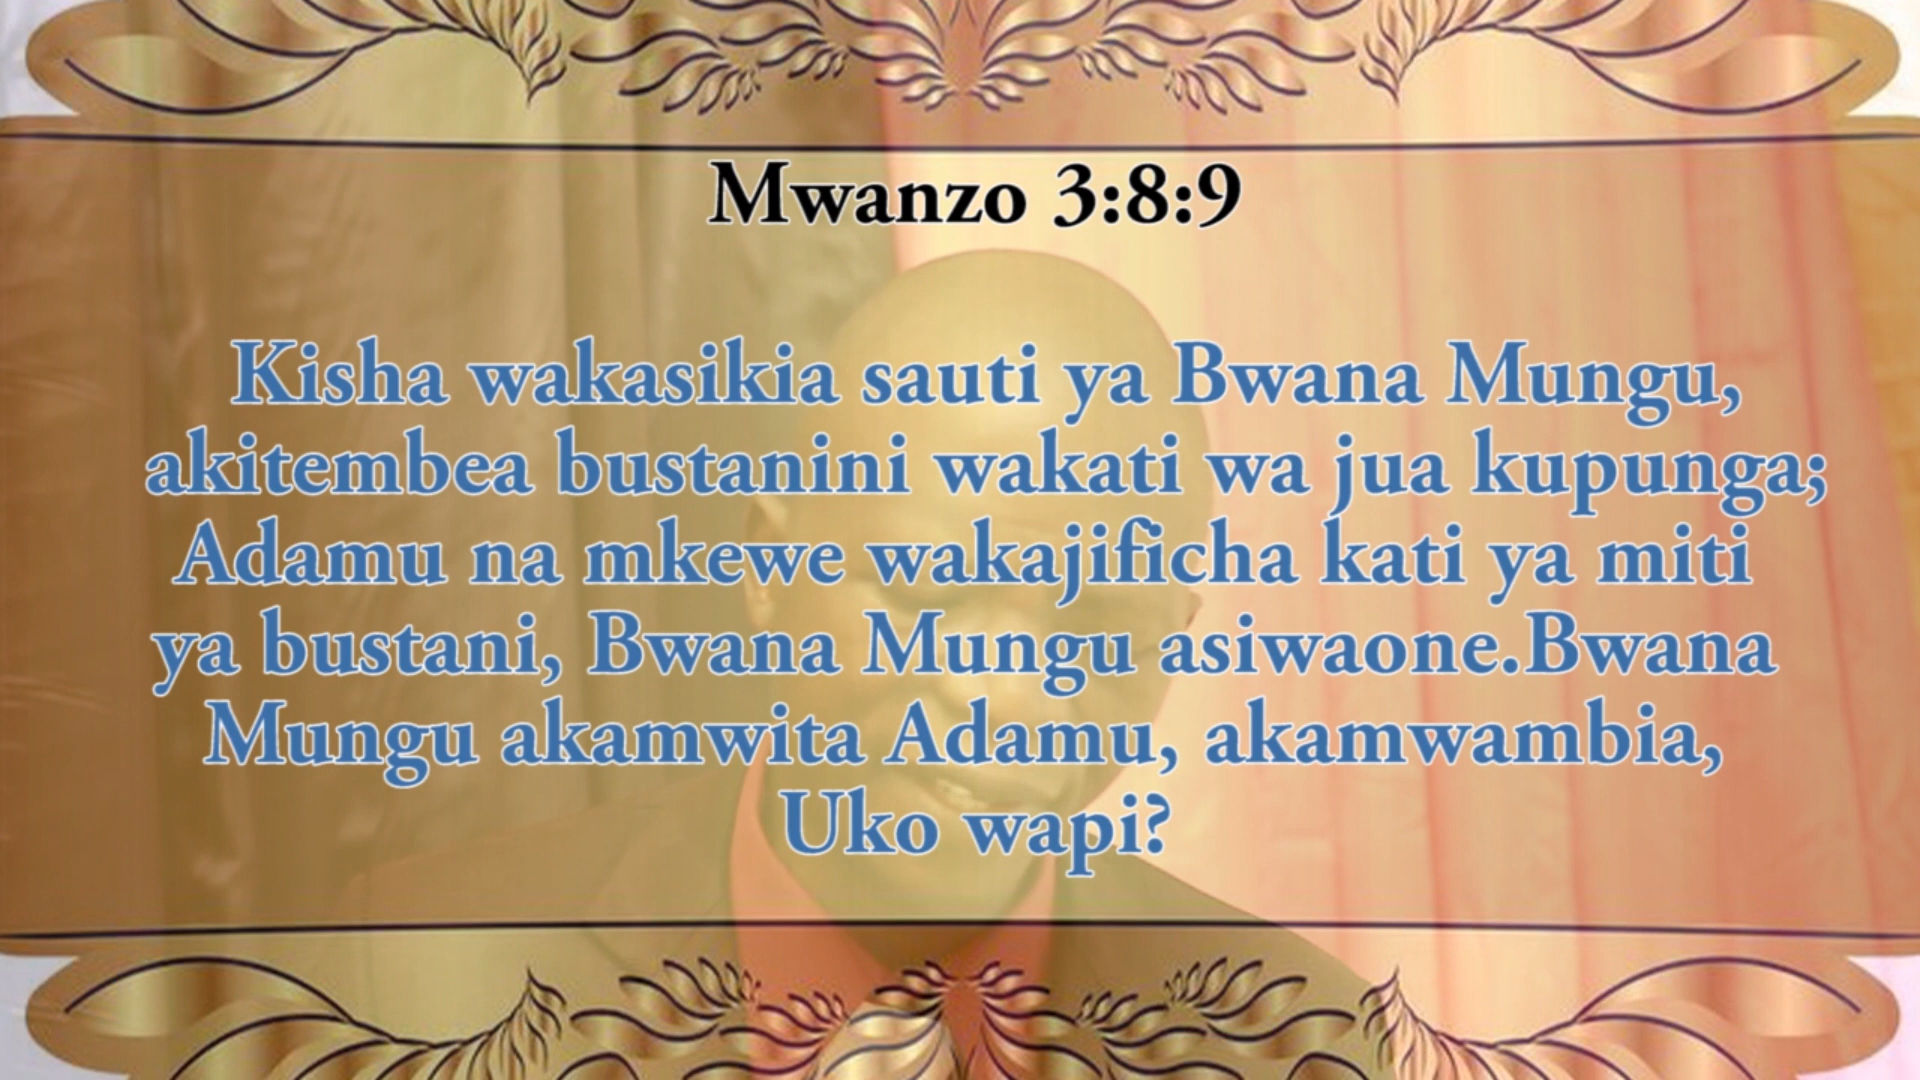 Mwanzo 3:8:9
Kisha wakasikia sauti ya Bwana Mungu,
akitembea bustanini wakati wa jua kupunga;
Adamu na mkewe wakajificha kati ya miti
ya bustani, Bwana Mungu asiwaone.Bwana
Mungu akamwita Adamu, akamwambia,
Uko wapi?